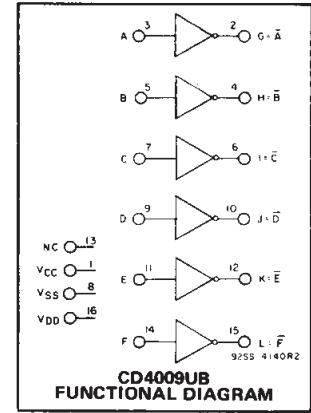 3 2
A G=A̅
5 4
B H=B̅
7 6
C I=C̅
9 10
D J=D̅
NC 13
VCC 1
11 12
E K=E̅
VSS 8
VDD 16
14 15
F L=F̅
92SS 4140R2
CD4009UB
FUNCTIONAL DIAGRAM